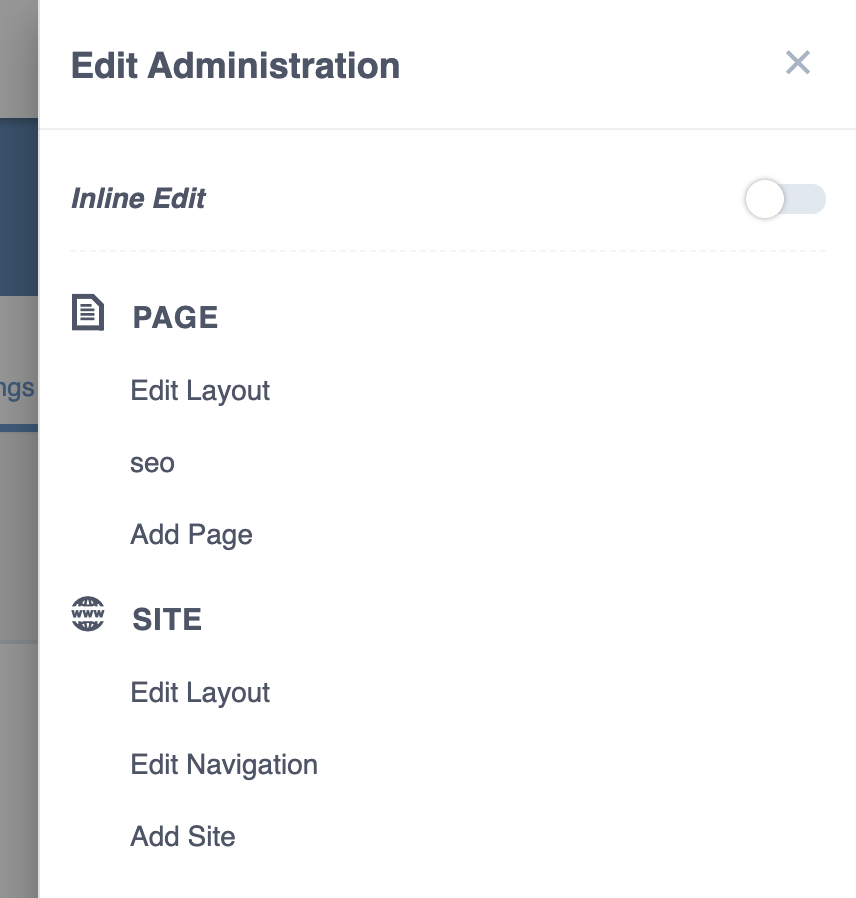 Edit Administration
Inline Edit
ngs
PAGE
Edit Layout
seo
Add Page
WWW
SITE
Edit Layout
Edit Navigation
Add Site